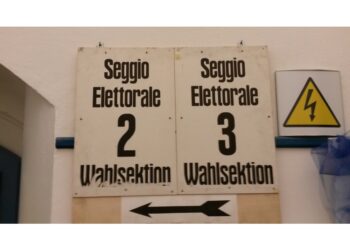 Seggio
Elettorale
2
Wahlsektion
Seggio
Elettorale
3
Wahlsektion